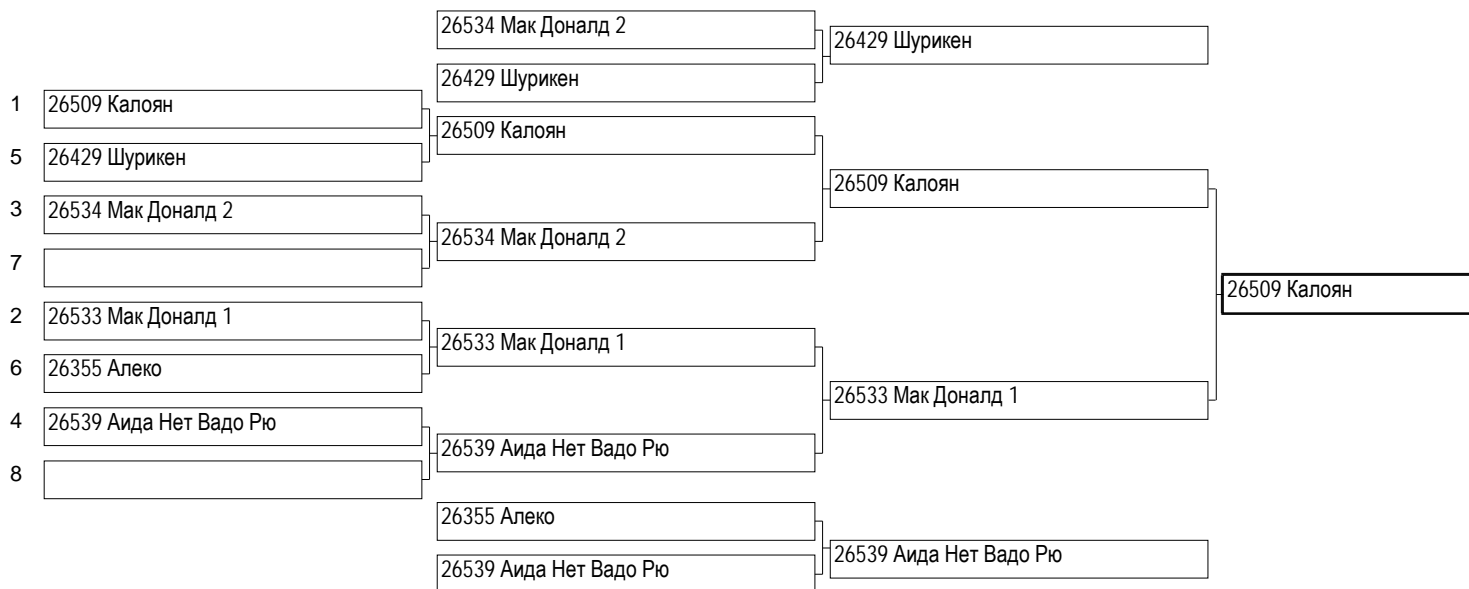 26534 Мак Доналд 2
26429 Шурикен
26429 Шурикен
1 26509 Калоян
26509 Калоян
5 26429 Шурикен
26509 Калоян
3 26534 Мак Доналд 2
26534 Мак Доналд 2
7
26509 Калоян
2 26533 Мак Доналд 1
26533 Мак Доналд 1
6 26355 Алеко
26533 Мак Доналд 1
4 26539 Аида Нет Вадо Рю
26539 Аида Нет Вадо Рю
8
26355 Алеко
26539 Аида Нет Вадо Рю
26539 Аида Нет Вадо Рю